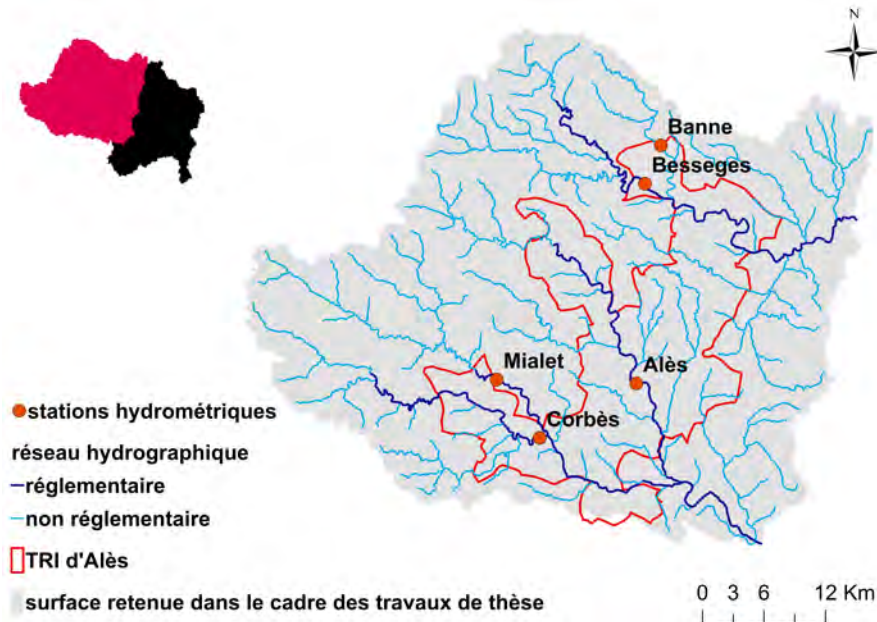 N
Banne
Besseges
Mialet
Alès
Corbès
stations hydrométriques
réseau hydrographique
réglementaire
non réglementaire
TRI d'Alès
surface retenue dans le cadre des travaux de thèse
0 3 6 12 Km